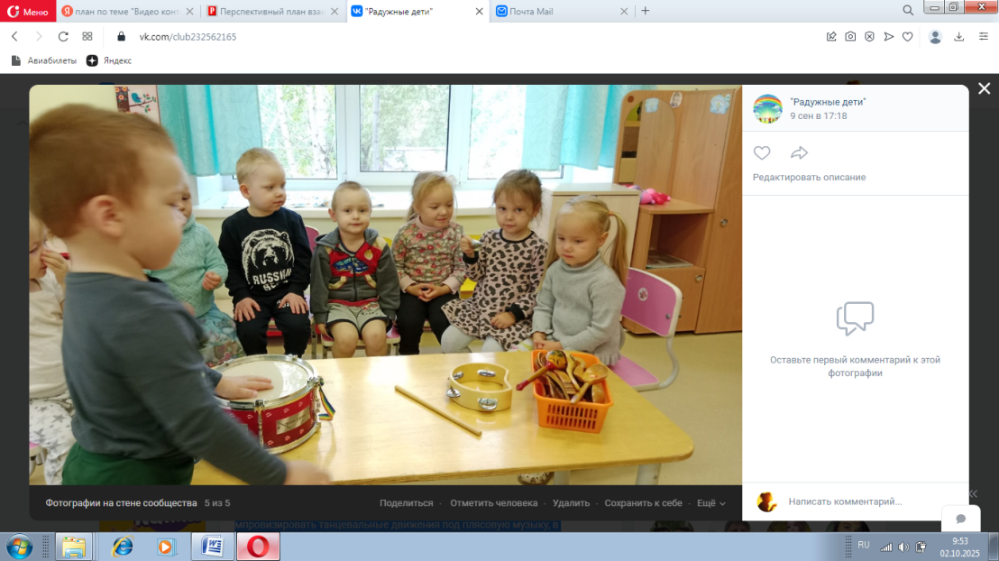 Меню
план по теме "Видео конт
Перспективный план вза
"Радужные дети"
Почта Mail
vk.com/club232562165
Авиабилеты
Яндекс
"Радужные дети"
9 сен в 17:18
Редактировать описание
RUSSIAN
Оставьте первый комментарий к этой
фотографии
Фотографии на стене сообщества 5 из 5
Поделиться · Отметить человека · Удалить · Сохранить к себе · Ещё
Написать комментарий...
мпровизировать танцевальные движения под плясовую музыку, в
RU
9:53
02.10.2025